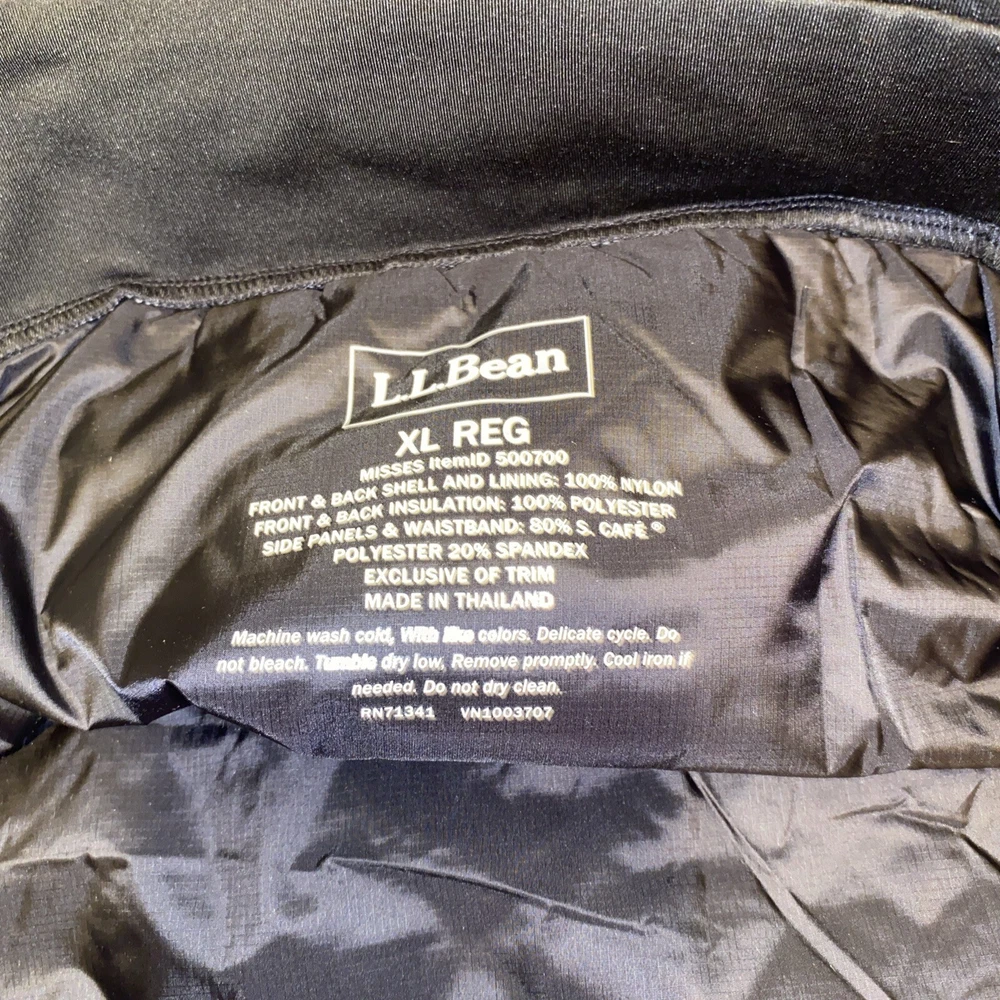 L.L.Bean
XL REG
MISSES ItemID 500700
FRONT & BACK SHELL AND LINING: 100% NYLON
FRONT & BACK INSULATION: 100% POLYESTER
SIDE PANELS & WAISTBAND: 80% S. CAFÉ ®
POLYESTER 20% SPANDEX
EXCLUSIVE OF TRIM
MADE IN THAILAND
Machine wash cold, With like colors. Delicate cycle. Do
not bleach. Tumble dry low, Remove promptly. Cool iron if
needed. Do not dry clean.
RN71341 VN1003707